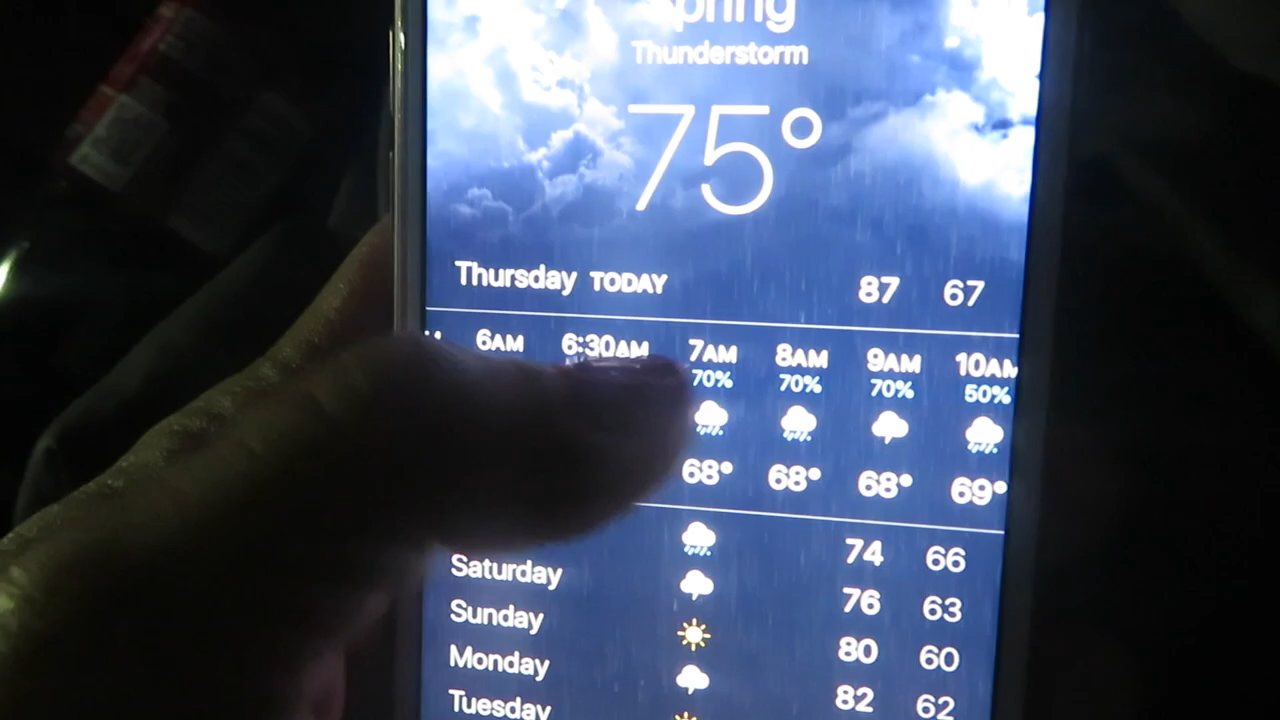 Spring
Thunderstorm
75°
Thursday TODAY 87 67
6AM 6:30AM 7AM 8AM 9AM 10AM
70% 70% 70% 50%
68° 68° 68° 69°
74 66
Saturday 76 63
Sunday 80 60
Monday 82 62
Tuesday